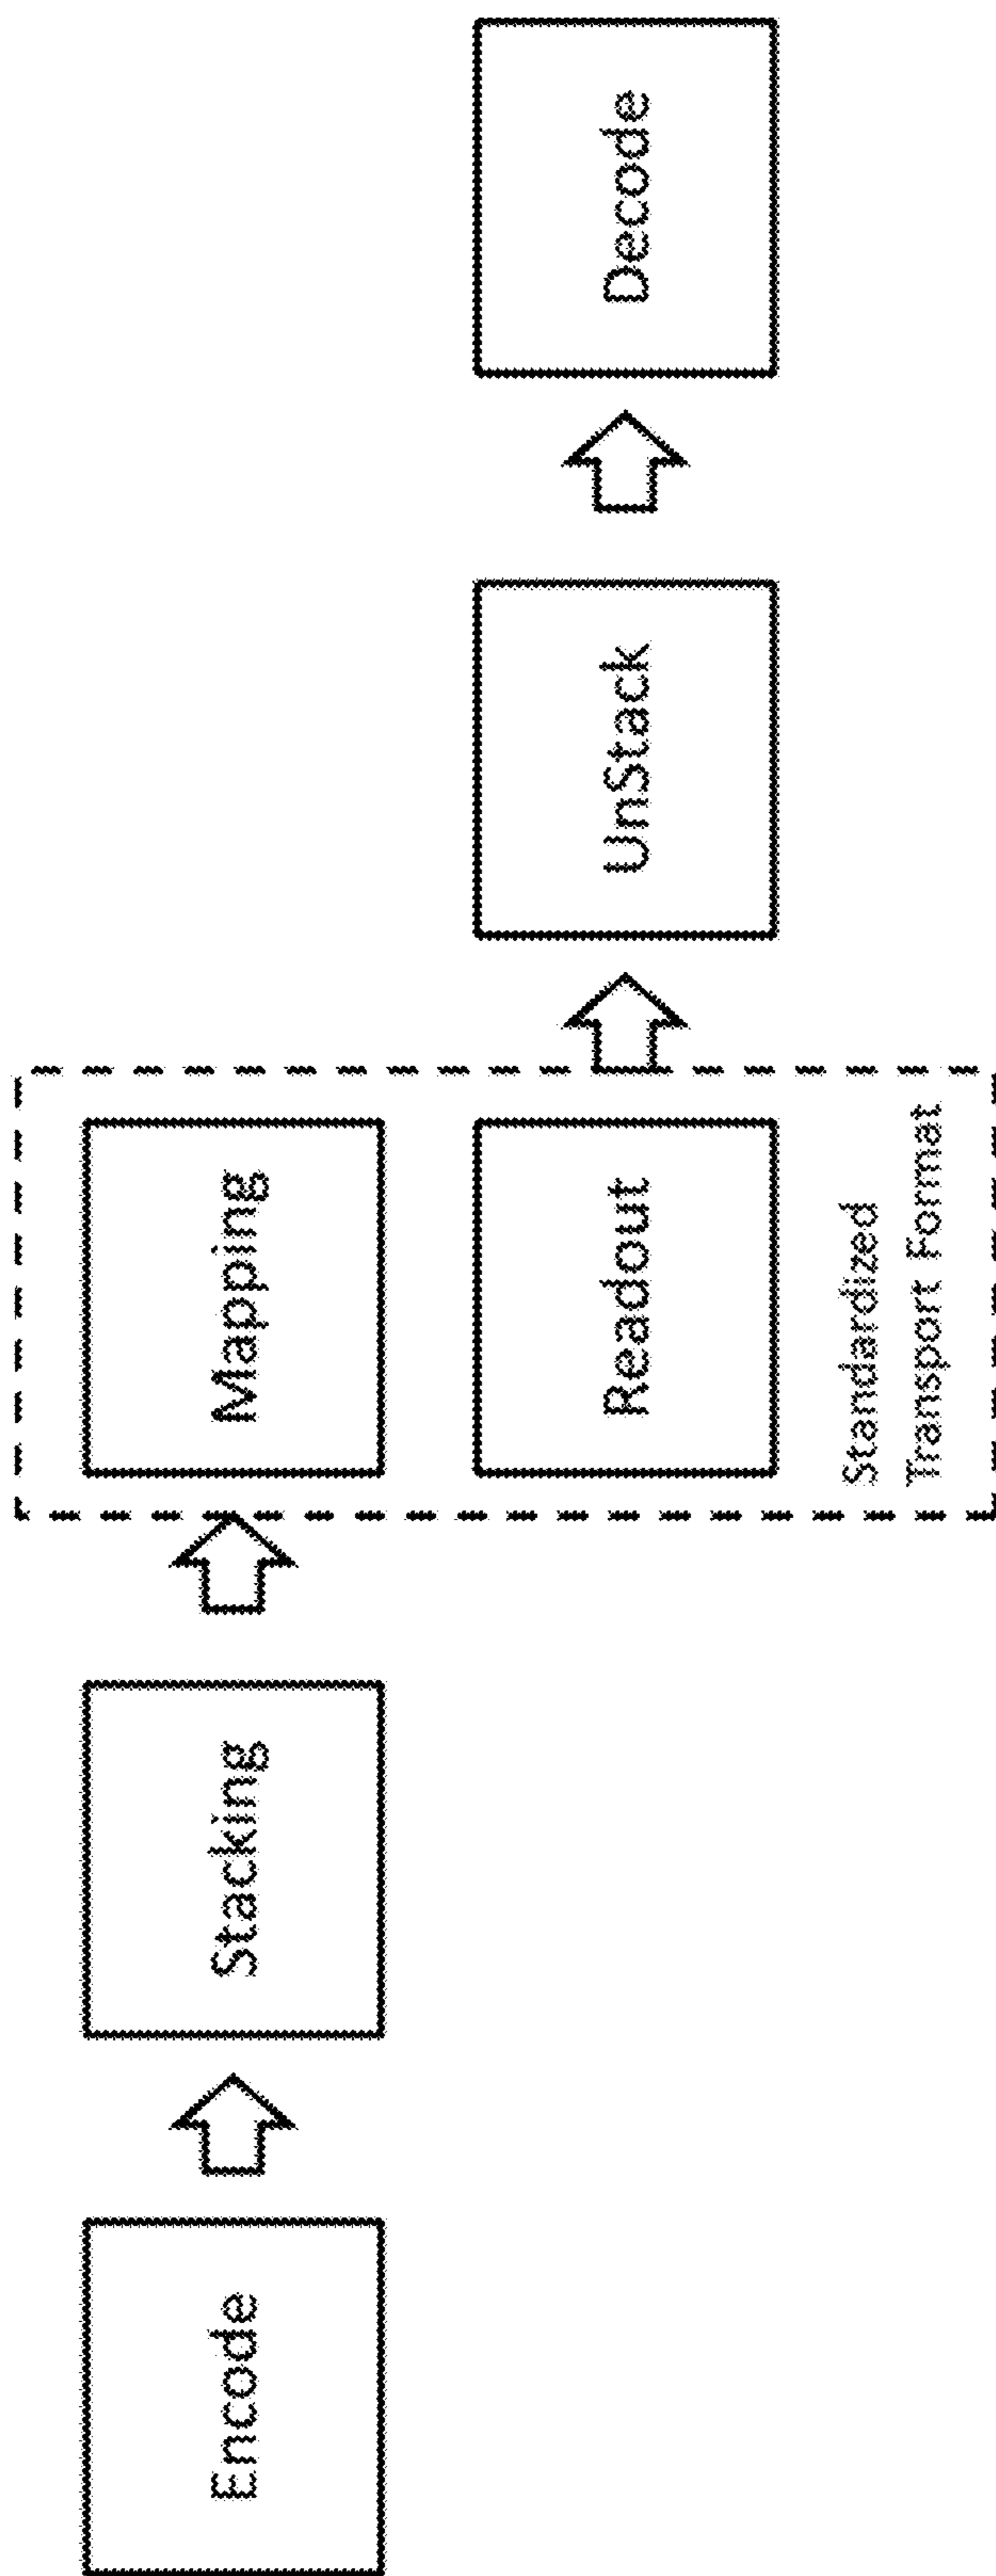 Encode
Stacking
Mapping
Readout
Standardized
Transport Format
UnStack
Decode